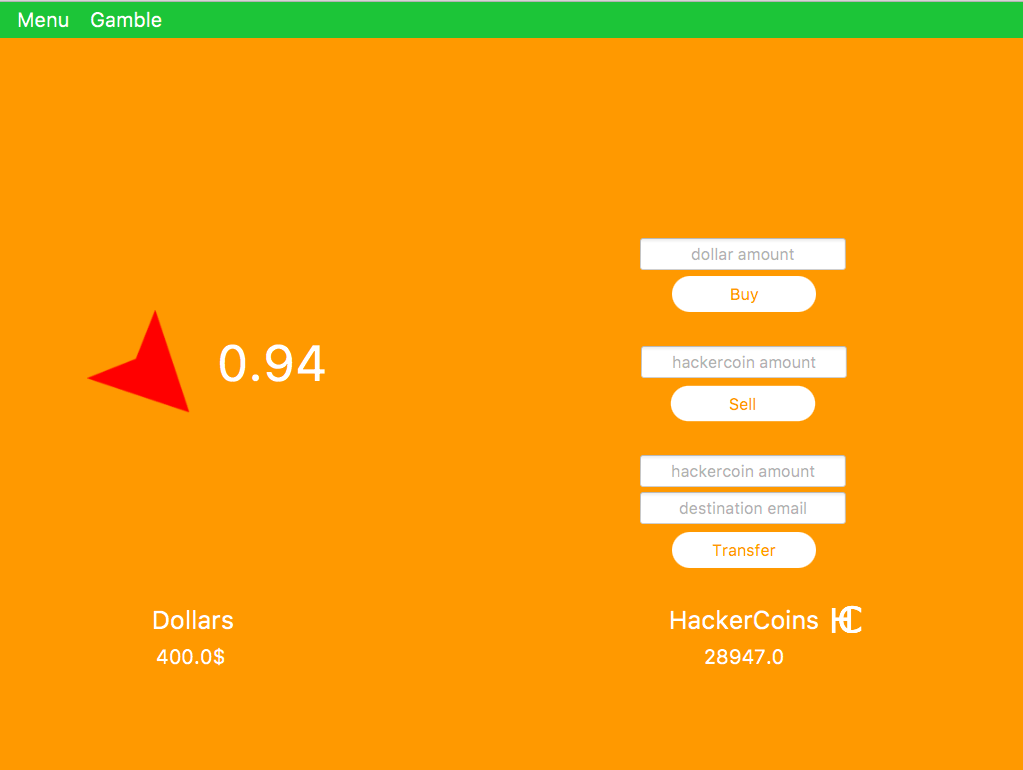 Menu Gamble
dollar amount
Buy
0.94
hackercoin amount
Sell
hackercoin amount
destination email
Transfer
Dollars
400.0$
HackerCoins HC
28947.0